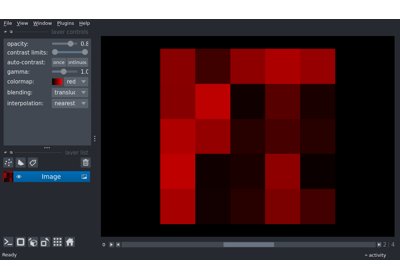 File View Window Plugins Help
layer controls
opacity: 0.8
contrast limits:
auto-contrast: once continuous
gamma: 1.0
colormap: red
blending: translu
interpolation: nearest
layer list
Image
2 | 4
Ready
activity